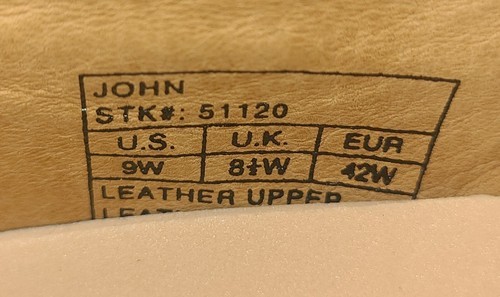 JOHN
STK#: 51120
U.S. U.K. EUR
9W 8½W 42W
LEATHER UPPER